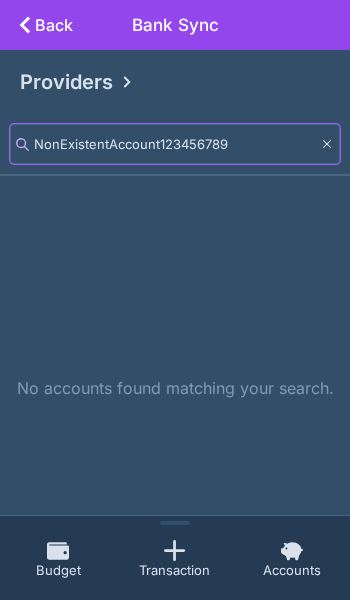 Back
Bank Sync
Providers
NonExistentAccount123456789
No accounts found matching your search.
Budget
Transaction
Accounts